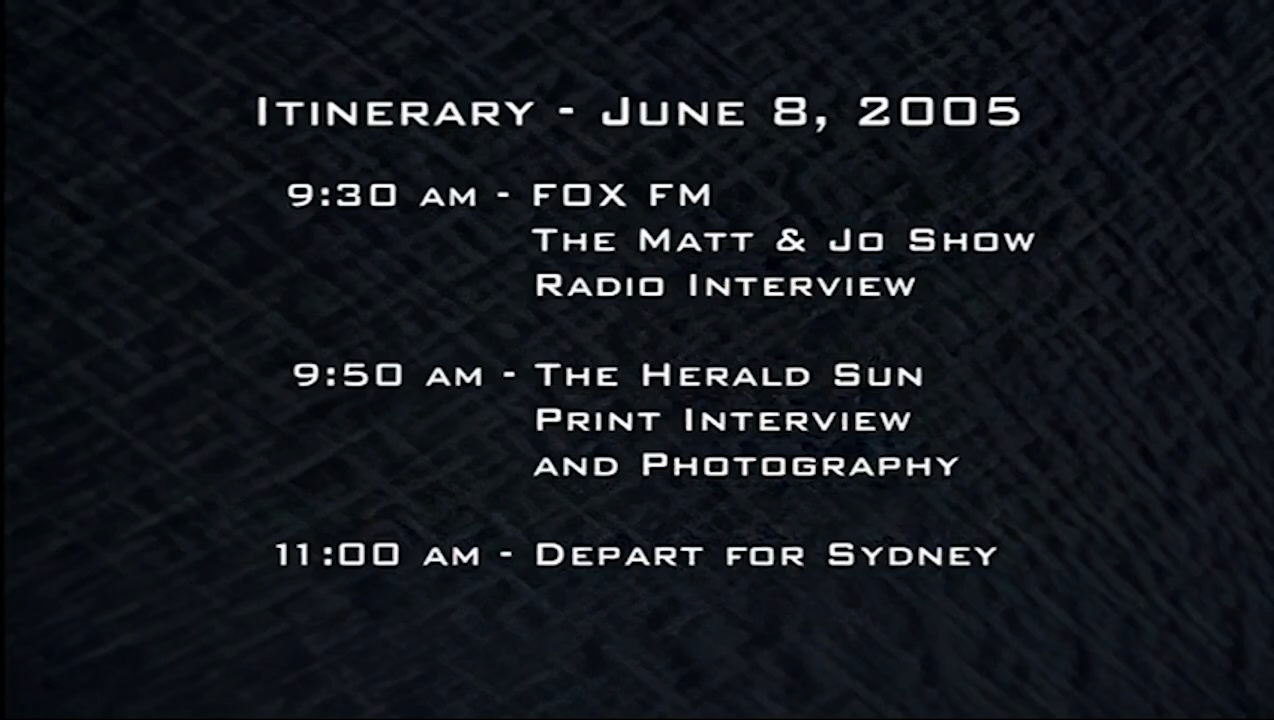 Itinerary - June 8, 2005
9:30 am - FOX FM
The Matt & Jo Show
Radio Interview
9:50 am - The Herald Sun
Print Interview
and Photography
11:00 am - Depart for Sydney